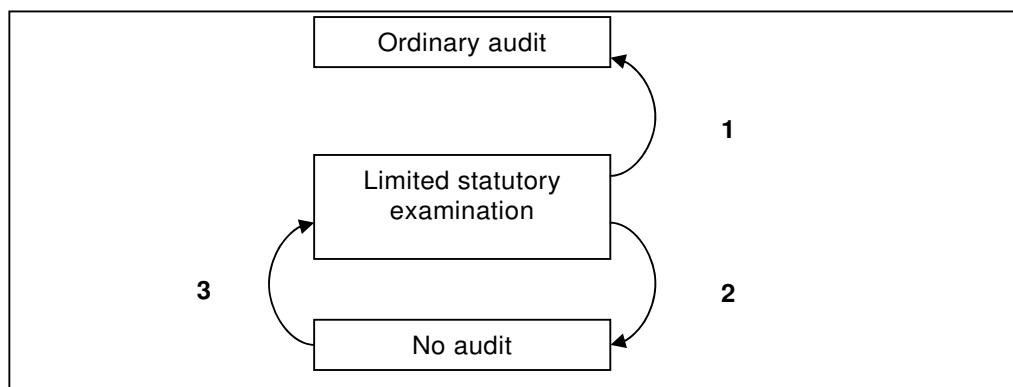 Ordinary audit
1
Limited statutory
examination
3
2
No audit